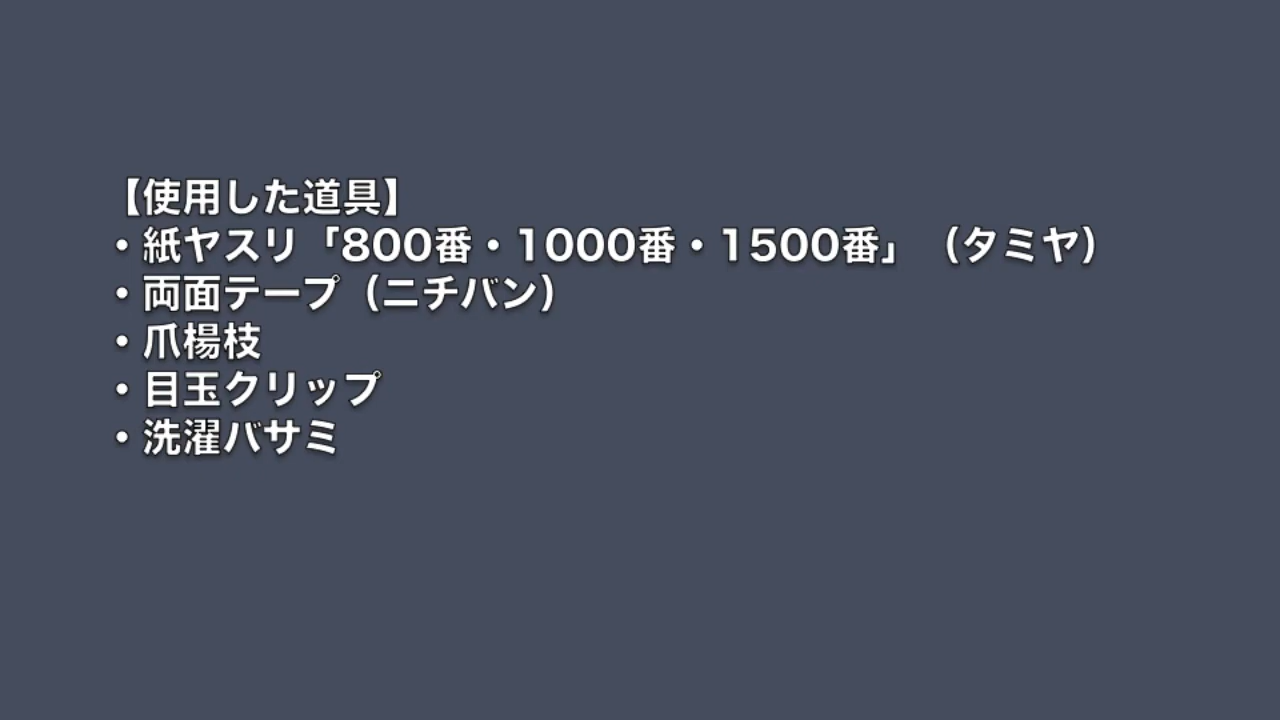 【使用した道具】
・紙ヤスリ「800番・1000番・1500番」（タミヤ）
・両面テープ（ニチバン）
・爪楊枝
・目玉クリップ
・洗濯バサミ